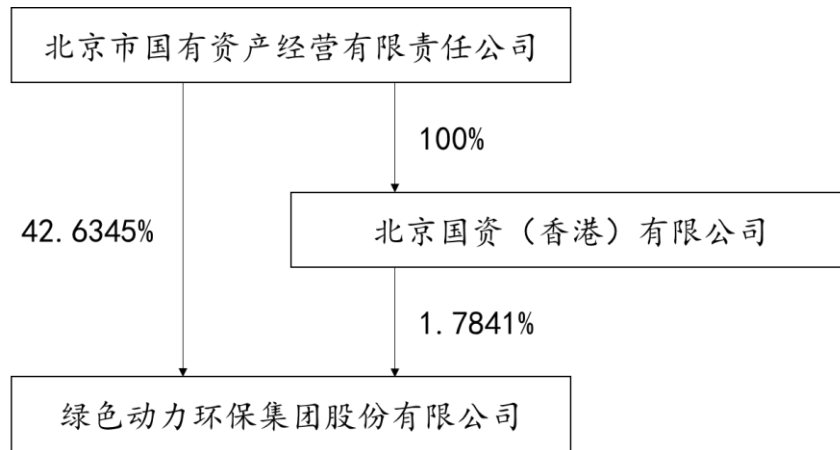 北京市国有资产经营有限责任公司
100%
42.6345%
北京国资（香港）有限公司
1.7841%
绿色动力环保集团股份有限公司